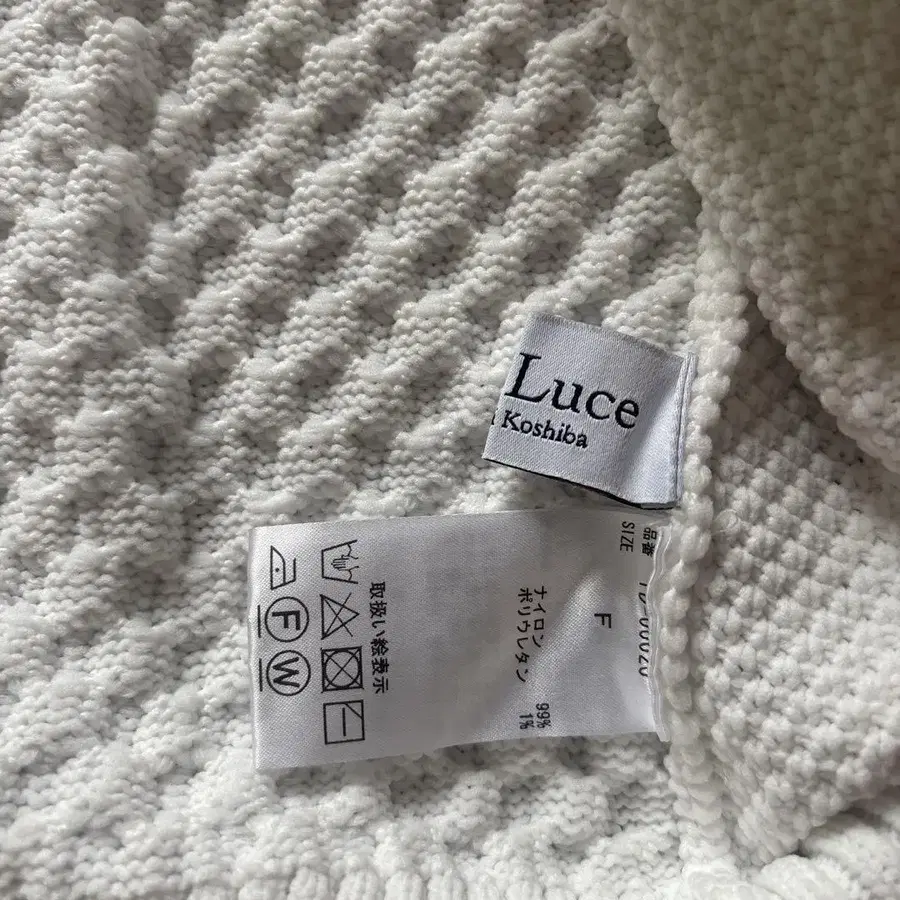 Luce
Koshiba
品番
SIZE
F
ナイロン 99%
ポリウレタン 1%
取扱い絵表示
F
W